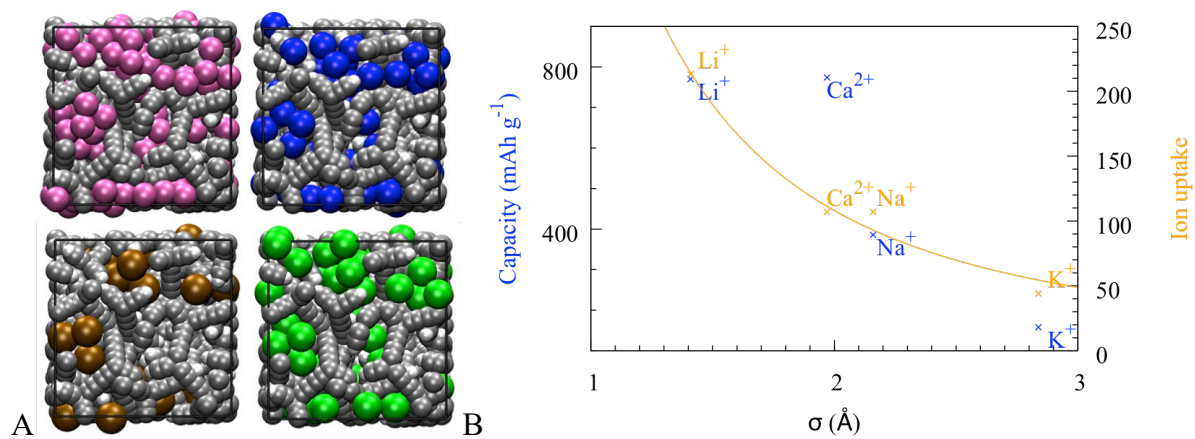 A
B
Capacity (mAh g-1)
800
400
Li+
Li+
Ca2+
Ca2+
Na+
Na+
K+
K+
250
200
150
100
50
0
Ion uptake
1
2
3
σ (Å)